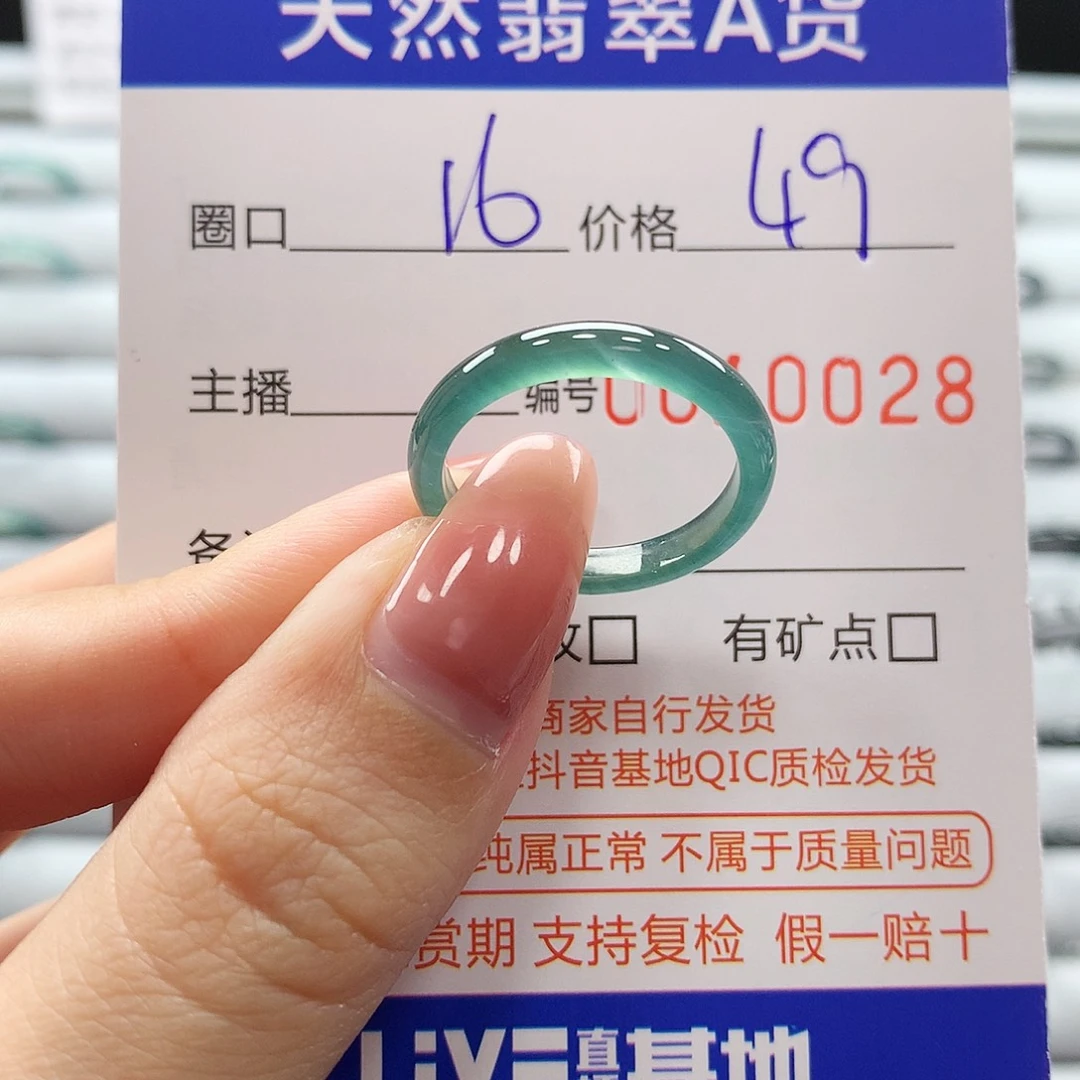 天然翡翠A货
圈口 16 价格 49
主播 编号 0028
有矿点
商家自行发货
抖音基地QIC质检发货
纯属正常 不属于质量问题
赏期 支持复检 假一赔十
LIVE 直 基地